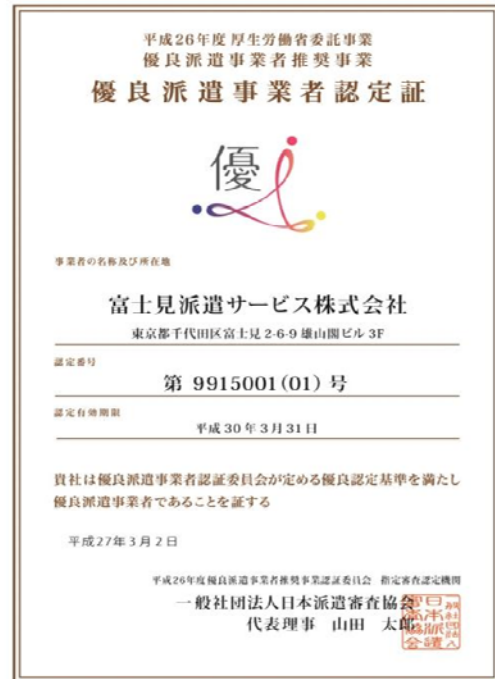 平成26年度 厚生労働省委託事業
優良派遣事業者推奨事業
優良派遣事業者認定証
優
事業者の名称及び所在地
富士見派遣サービス株式会社
東京都千代田区富士見 2-6-9 雄山閣ビル 3F
認定番号
第 9915001(01) 号
認定有効期限
平成 30 年 3 月 31 日
貴社は優良派遣事業者認証委員会が定める優良認定基準を満たし
優良派遣事業者であることを証する
平成27年3月2日
平成26年度優良派遣事業者推奨事業認証委員会 指定審査認定機関
一般社団法人日本派遣審査協会
代表理事 山田 太郎